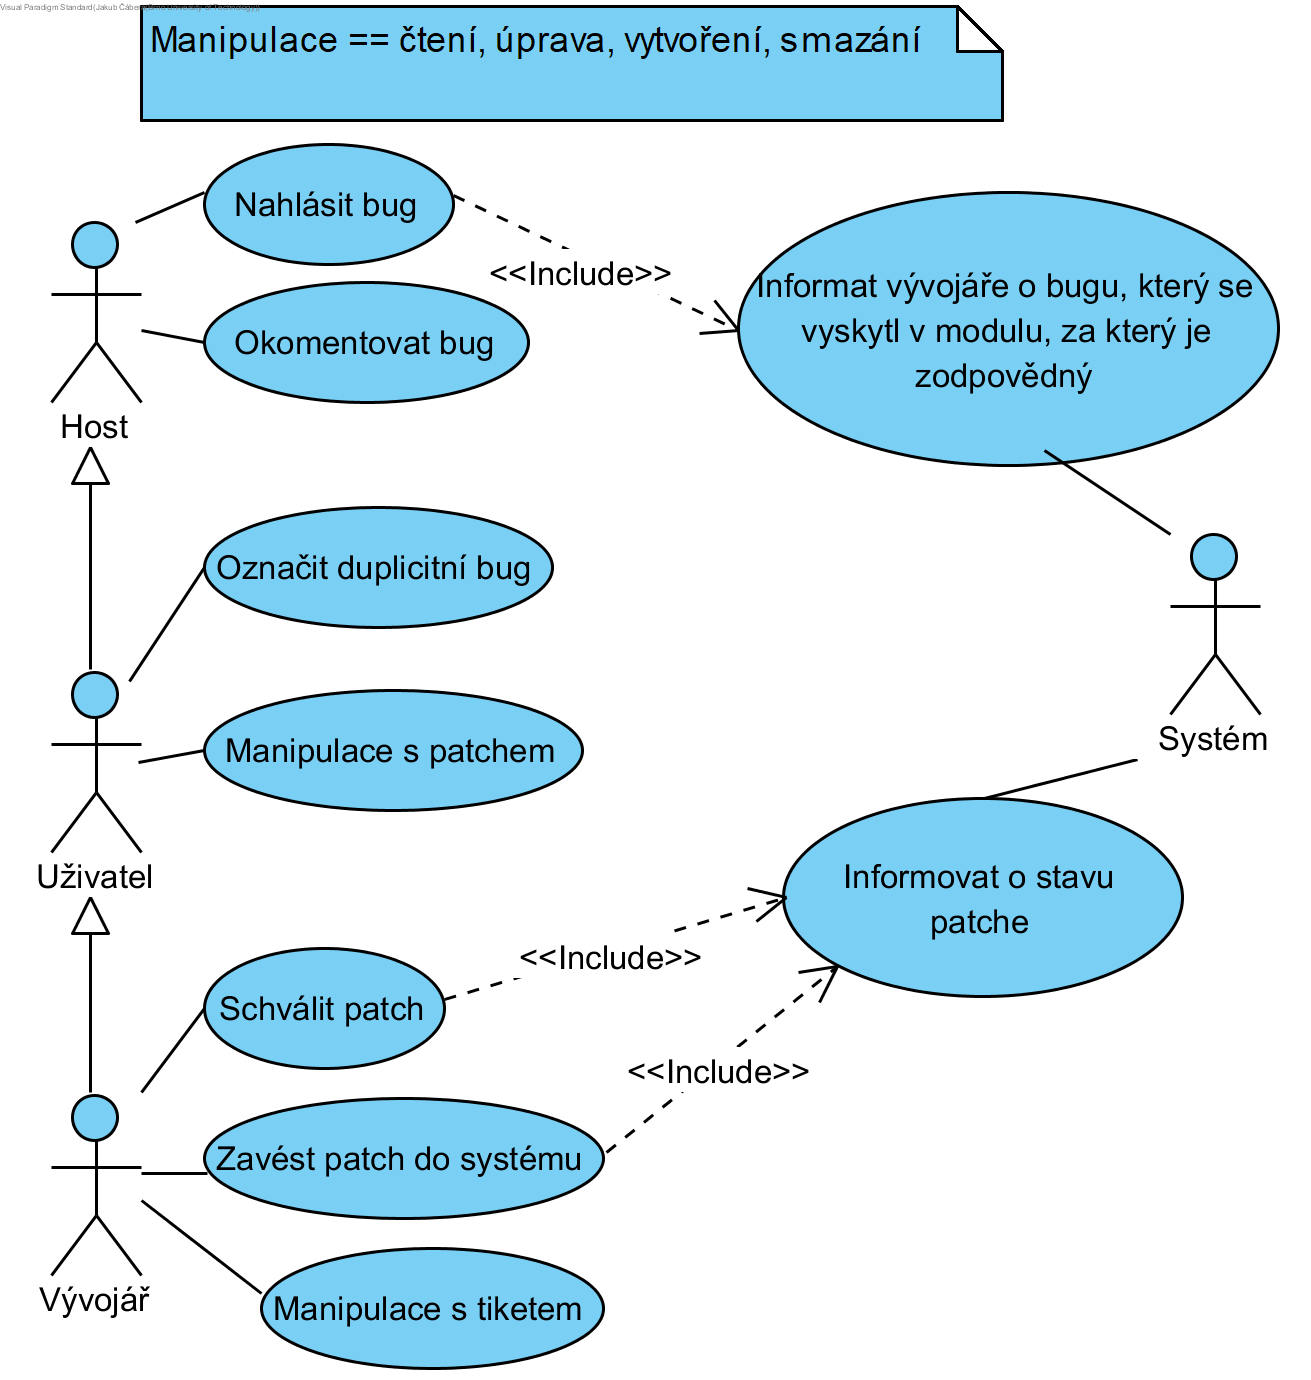 Visual Paradigm Standard(Jakub Čábera(Brno University of Technology))
Manipulace == čtení, úprava, vytvoření, smazání
Nahlásit bug
<<Include>>
Informat vývojáře o bugu, který se
vyskytl v modulu, za který je
zodpovědný
Okomentovat bug
Host
Označit duplicitní bug
Systém
Manipulace s patchem
Uživatel
Informovat o stavu
patche
<<Include>>
Schválit patch
<<Include>>
Zavést patch do systému
Vývojář
Manipulace s tiketem